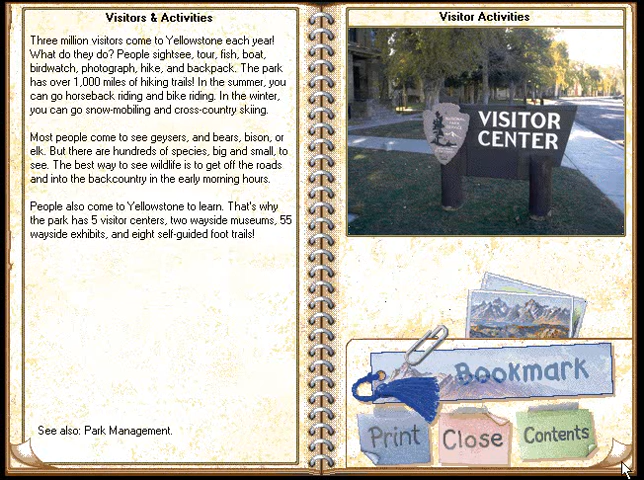 Visitors & Activities
Three million visitors come to Yellowstone each year!
What do they do? People sightsee, tour, fish, boat,
birdwatch, photograph, hike, and backpack. The park
has over 1,000 miles of hiking trails! In the summer, you
can go horseback riding and bike riding. In the winter,
you can go snow-mobiling and cross-country skiing.
Most people come to see geysers, and bears, bison, or
elk. But there are hundreds of species, big and small, to
see. The best way to see wildlife is to get off the roads
and into the backcountry in the early morning hours.
People also come to Yellowstone to learn. That's why
the park has 5 visitor centers, two wayside museums, 55
wayside exhibits, and eight self-guided foot trails!
See also: Park Management.
Visitor Activities
VISITOR
CENTER
Bookmark
Print
Close
Contents